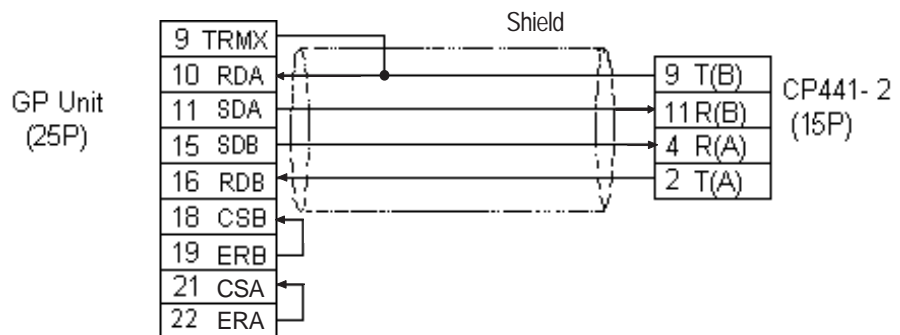 Shield
GP Unit
(25P)
9 TRMX
10 RDA
11 SDA
15 SDB
16 RDB
18 CSB
19 ERB
21 CSA
22 ERA
9 T(B)
11 R(B)
4 R(A)
2 T(A)
CP441- 2
(15P)